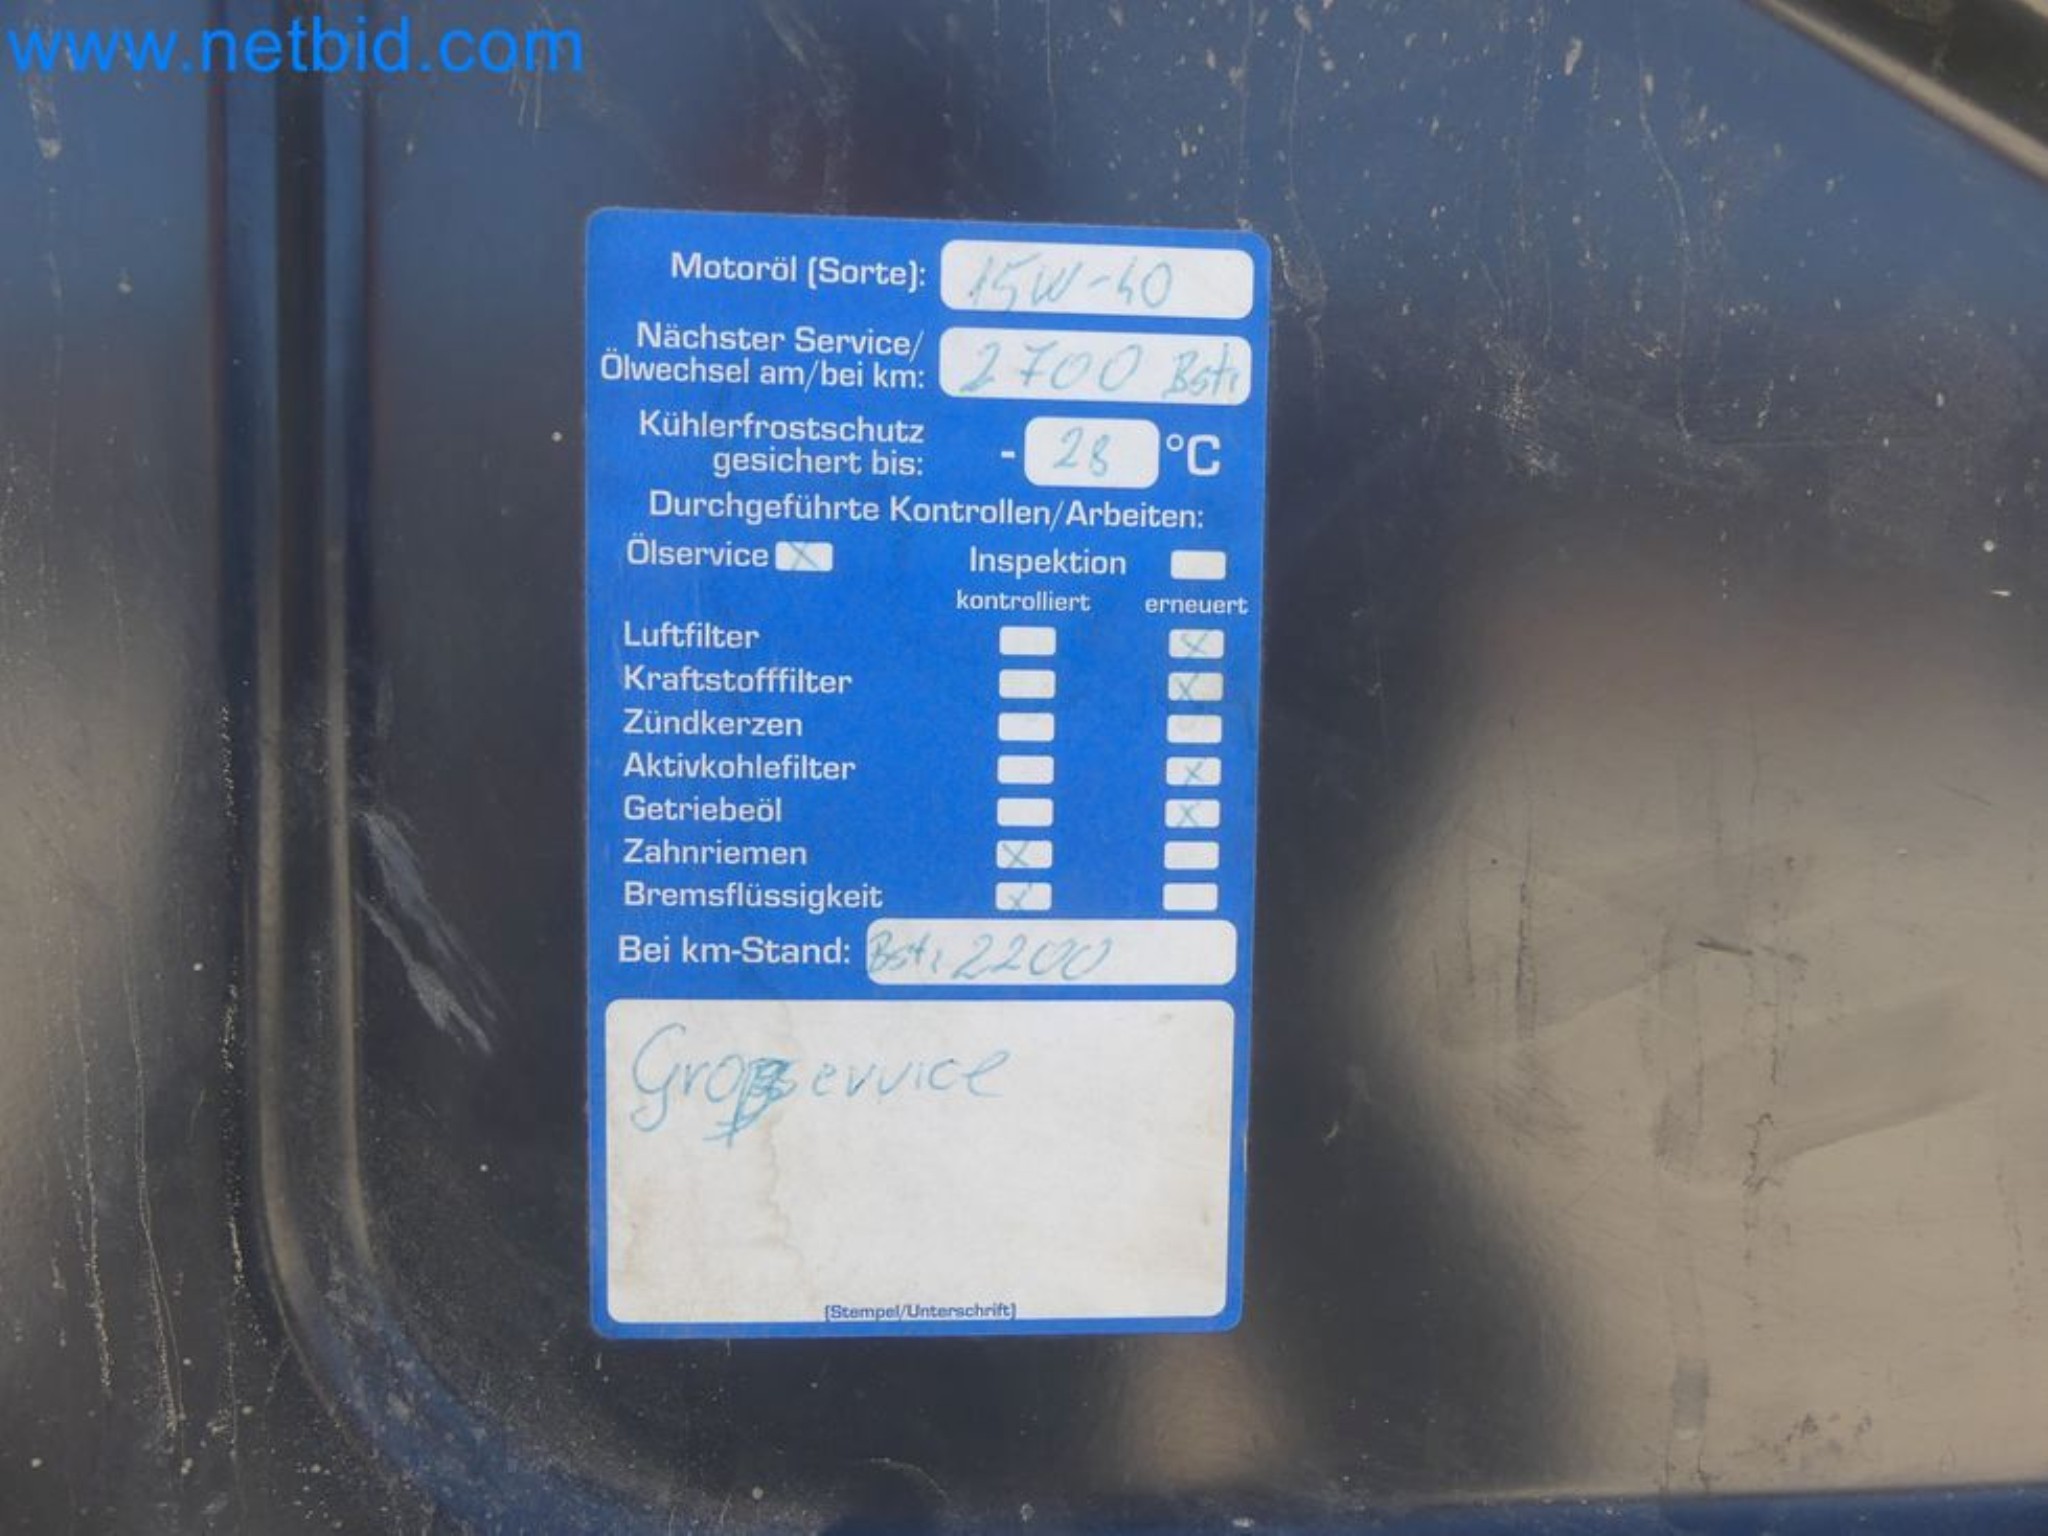 www.netbid.com
Motoröl (Sorte): 15W-40
Nächster Service/
Ölwechsel am/bei km: 2700 Bst.
Kühlerfrostschutz
gesichert bis: - 28 °C
Durchgeführte Kontrollen/Arbeiten:
Ölservice X Inspektion
kontrolliert erneuert
Luftfilter X
Kraftstofffilter X
Zündkerzen
Aktivkohlefilter X
Getriebeöl X
Zahnriemen X
Bremsflüssigkeit X
Bei km-Stand: Bst. 2200
Großservice
(Stempel/Unterschrift)